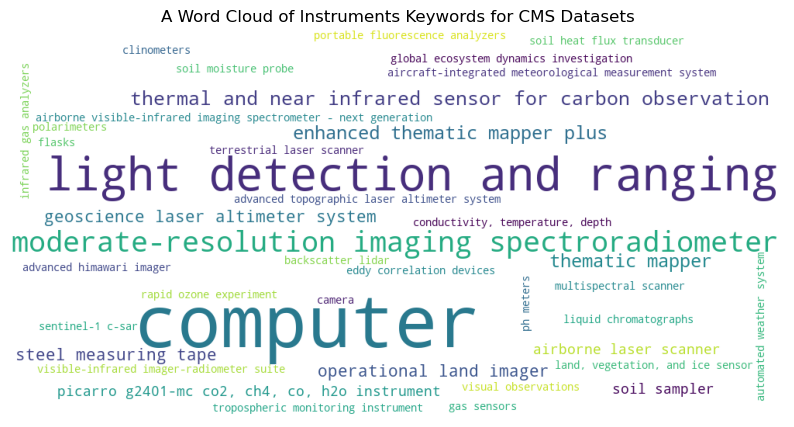 A Word Cloud of Instruments Keywords for CMS Datasets
portable fluorescence analyzers
soil heat flux transducer
clinometers
global ecosystem dynamics investigation
soil moisture probe
aircraft-integrated meteorological measurement system
infrared gas analyzers
thermal and near infrared sensor for carbon observation
airborne visible-infrared imaging spectrometer - next generation
polarimeters
enhanced thematic mapper plus
flasks
terrestrial laser scanner
light detection and ranging
advanced topographic laser altimeter system
geoscience laser altimeter system
conductivity, temperature, depth
moderate-resolution imaging spectroradiometer
backscatter lidar
thematic mapper
advanced himawari imager
eddy correlation devices
ph meters
multispectral scanner
automated weather system
rapid ozone experiment
camera
computer
sentinel-1 c-sar
liquid chromatographs
steel measuring tape
airborne laser scanner
visible-infrared imager-radiometer suite
operational land imager
land, vegetation, and ice sensor
picarro g2401-mc co2, ch4, co, h2o instrument
visual observations
soil sampler
tropospheric monitoring instrument
gas sensors